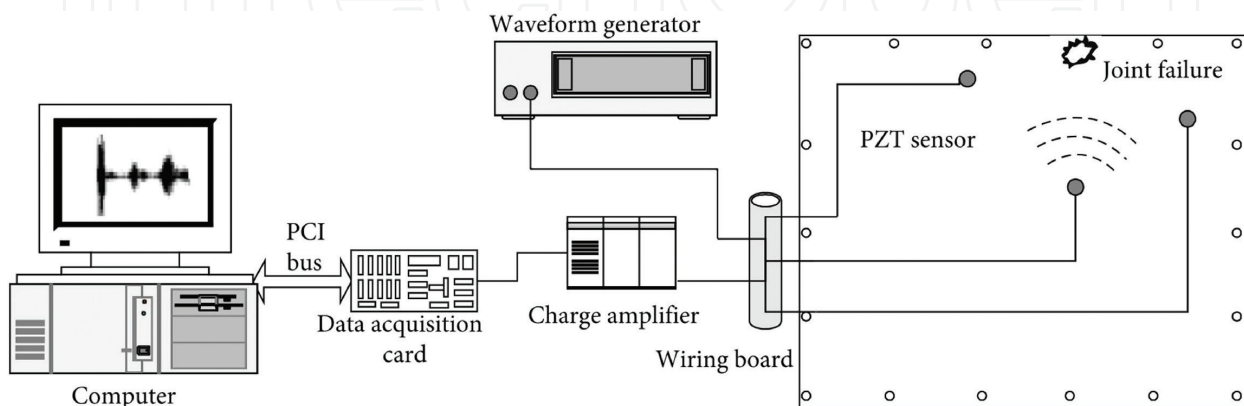 Waveform generator
Joint failure
PZT sensor
PCI
bus
Data acquisition
card
Charge amplifier
Wiring board
Computer